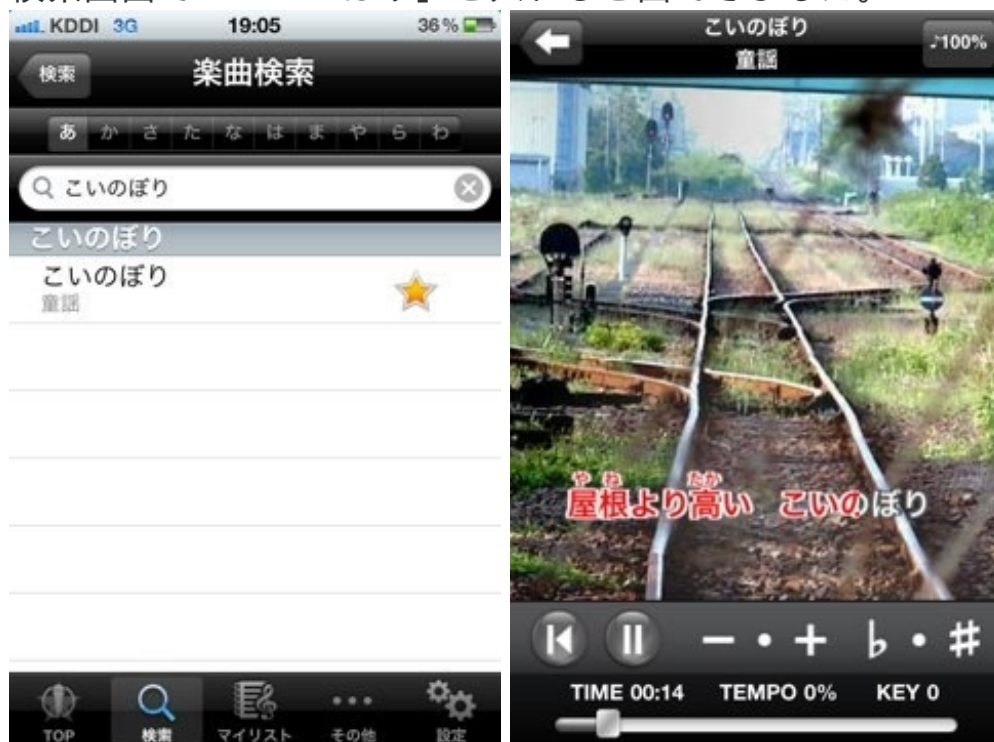 KDDI 3G 19:05 36%
検索 楽曲検索
あ か さ た な は ま や ら わ
こいのぼり
こいのぼり
こいのぼり
童謡
TOP 検索 マイリスト その他 設定
こいのぼり
童謡
♪100%
やね たか
屋根より高い こいのぼり
− • + ♭ • ♯
TIME 00:14 TEMPO 0% KEY 0